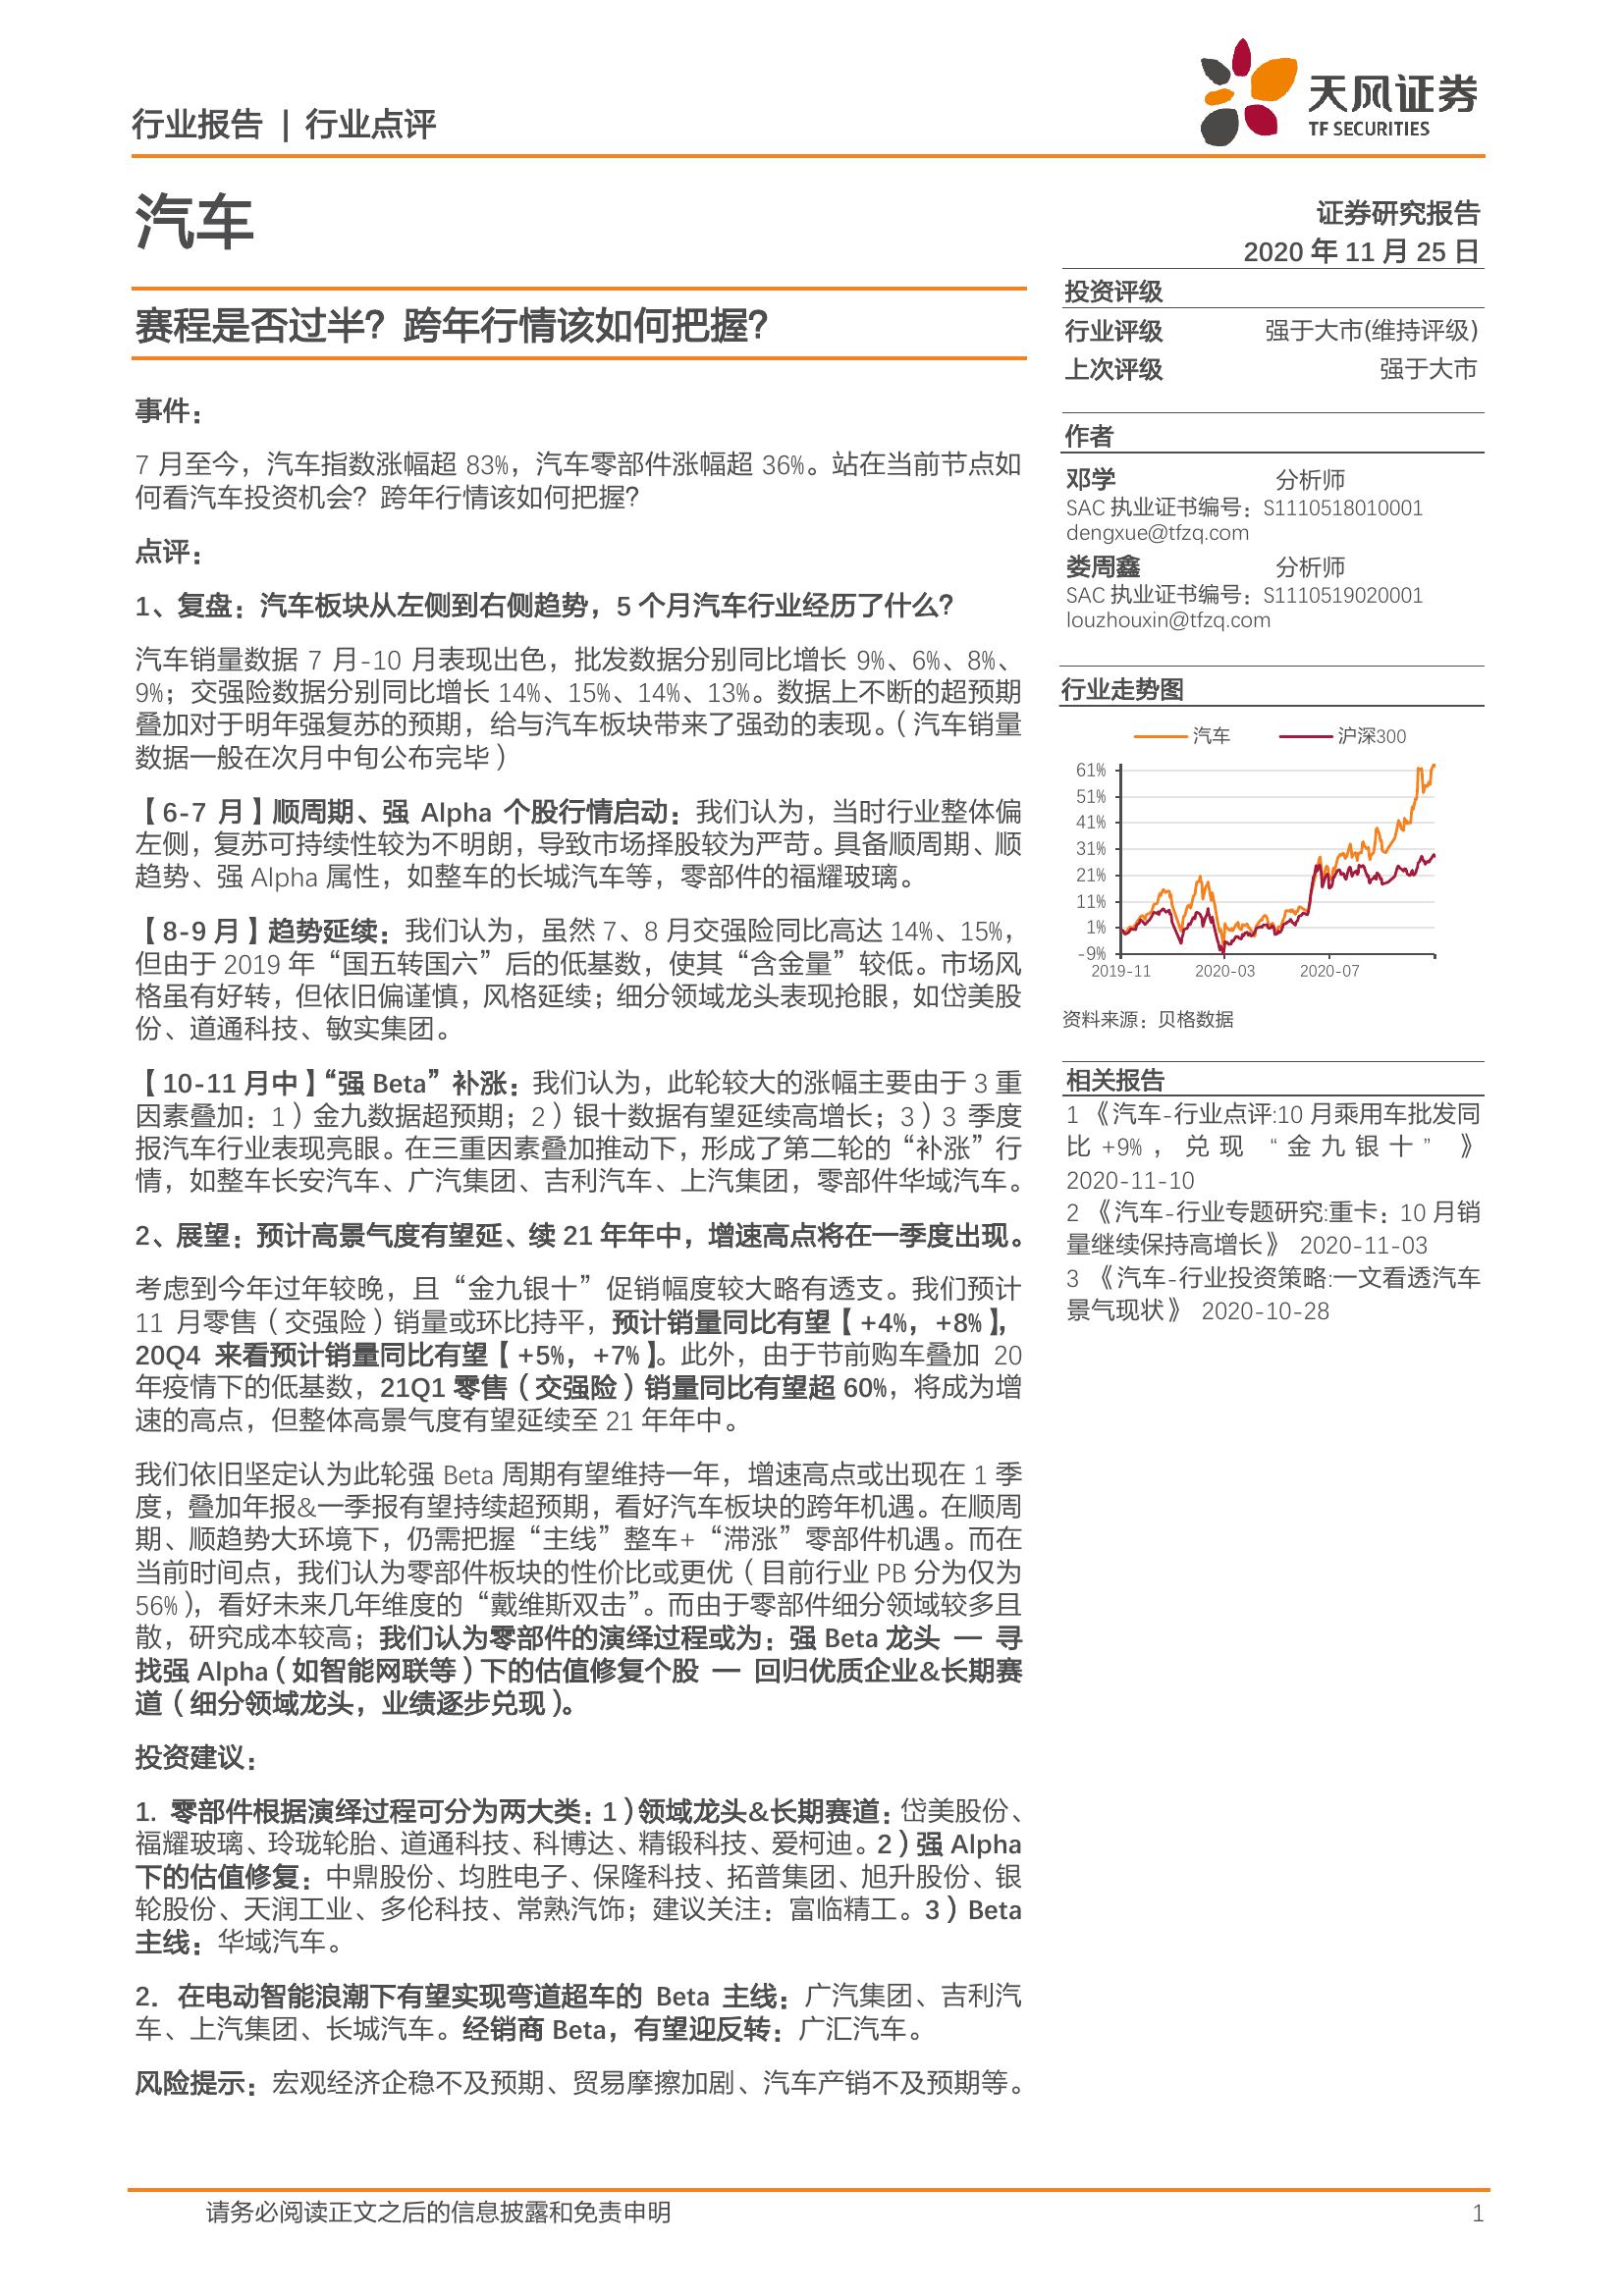 行业报告 | 行业点评
天风证券
TF SECURITIES
汽车
证券研究报告
2020 年 11 月 25 日
赛程是否过半？跨年行情该如何把握？
事件：
7 月至今，汽车指数涨幅超 83%，汽车零部件涨幅超 36%。站在当前节点如
何看汽车投资机会？跨年行情该如何把握？
点评：
1、复盘：汽车板块从左侧到右侧趋势，5 个月汽车行业经历了什么？
汽车销量数据 7 月-10 月表现出色，批发数据分别同比增长 9%、6%、8%、
9%；交强险数据分别同比增长 14%、15%、14%、13%。数据上不断的超预期
叠加对于明年强复苏的预期，给与汽车板块带来了强劲的表现。（汽车销量
数据一般在次月中旬公布完毕）
【6-7 月】顺周期、强 Alpha 个股行情启动：我们认为，当时行业整体偏
左侧，复苏可持续性较为不明朗，导致市场择股较为严苛。具备顺周期、顺
趋势、强 Alpha 属性，如整车的长城汽车等，零部件的福耀玻璃。
【8-9 月】趋势延续：我们认为，虽然 7、8 月交强险同比高达 14%、15%，
但由于 2019 年“国五转国六”后的低基数，使其“含金量”较低。市场风
格虽有好转，但依旧偏谨慎，风格延续；细分领域龙头表现抢眼，如岱美股
份、道通科技、敏实集团。
【10-11 月中】“强 Beta”补涨：我们认为，此轮较大的涨幅主要由于 3 重
因素叠加：1）金九数据超预期；2）银十数据有望延续高增长；3）3 季度
报汽车行业表现亮眼。在三重因素叠加推动下，形成了第二轮的“补涨”行
情，如整车长安汽车、广汽集团、吉利汽车、上汽集团，零部件华域汽车。
2、展望：预计高景气度有望延、续 21 年年中，增速高点将在一季度出现。
考虑到今年过年较晚，且“金九银十”促销幅度较大略有透支。我们预计
11 月零售（交强险）销量或环比持平，预计销量同比有望【+4%，+8%】，
20Q4 来看预计销量同比有望【+5%，+7%】。此外，由于节前购车叠加 20
年疫情下的低基数，21Q1 零售（交强险）销量同比有望超 60%，将成为增
速的高点，但整体高景气度有望延续至 21 年年中。
我们依旧坚定认为此轮强 Beta 周期有望维持一年，增速高点或出现在 1 季
度，叠加年报&一季报有望持续超预期，看好汽车板块的跨年机遇。在顺周
期、顺趋势大环境下，仍需把握“主线”整车+“滞涨”零部件机遇。而在
当前时间点，我们认为零部件板块的性价比或更优（目前行业 PB 分为仅为
56%），看好未来几年维度的“戴维斯双击”。而由于零部件细分领域较多且
散，研究成本较高；我们认为零部件的演绎过程或为：强 Beta 龙头 — 寻
找强 Alpha（如智能网联等）下的估值修复个股 — 回归优质企业&长期赛
道（细分领域龙头，业绩逐步兑现）。
投资建议：
1. 零部件根据演绎过程可分为两大类：1）领域龙头&长期赛道：岱美股份、
福耀玻璃、玲珑轮胎、道通科技、科博达、精锻科技、爱柯迪。2）强 Alpha
下的估值修复：中鼎股份、均胜电子、保隆科技、拓普集团、旭升股份、银
轮股份、天润工业、多伦科技、常熟汽饰；建议关注：富临精工。3）Beta
主线：华域汽车。
2. 在电动智能浪潮下有望实现弯道超车的 Beta 主线：广汽集团、吉利汽
车、上汽集团、长城汽车。经销商 Beta，有望迎反转：广汇汽车。
风险提示：宏观经济企稳不及预期、贸易摩擦加剧、汽车产销不及预期等。
投资评级
行业评级 强于大市(维持评级)
上次评级 强于大市
作者
邓学 分析师
SAC 执业证书编号：S1110518010001
dengxue@tfzq.com
娄周鑫 分析师
SAC 执业证书编号：S1110519020001
louzhouxin@tfzq.com
行业走势图
汽车 沪深300
61%
51%
41%
31%
21%
11%
1%
-9%
2019-11 2020-03 2020-07
资料来源：贝格数据
相关报告
1 《汽车-行业点评:10 月乘用车批发同
比 +9%，兑现 “金九银十” 》
2020-11-10
2 《汽车-行业专题研究:重卡：10 月销
量继续保持高增长》 2020-11-03
3 《汽车-行业投资策略:一文看透汽车
景气现状》 2020-10-28
请务必阅读正文之后的信息披露和免责申明 1